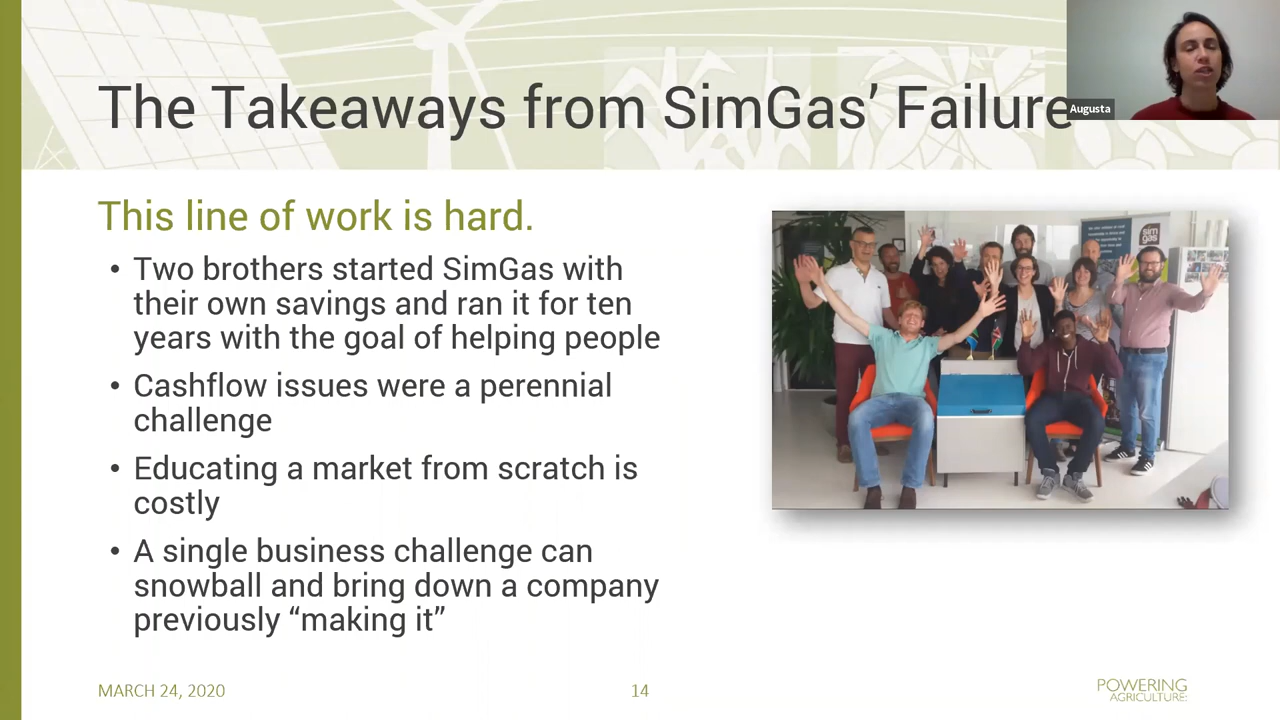 The Takeaways from SimGas’ Failure
Augusta
This line of work is hard.
• Two brothers started SimGas with
their own savings and ran it for ten
years with the goal of helping people
• Cashflow issues were a perennial
challenge
• Educating a market from scratch is
costly
• A single business challenge can
snowball and bring down a company
previously “making it”
sim
gas
MARCH 24, 2020
14
POWERING
AGRICULTURE: